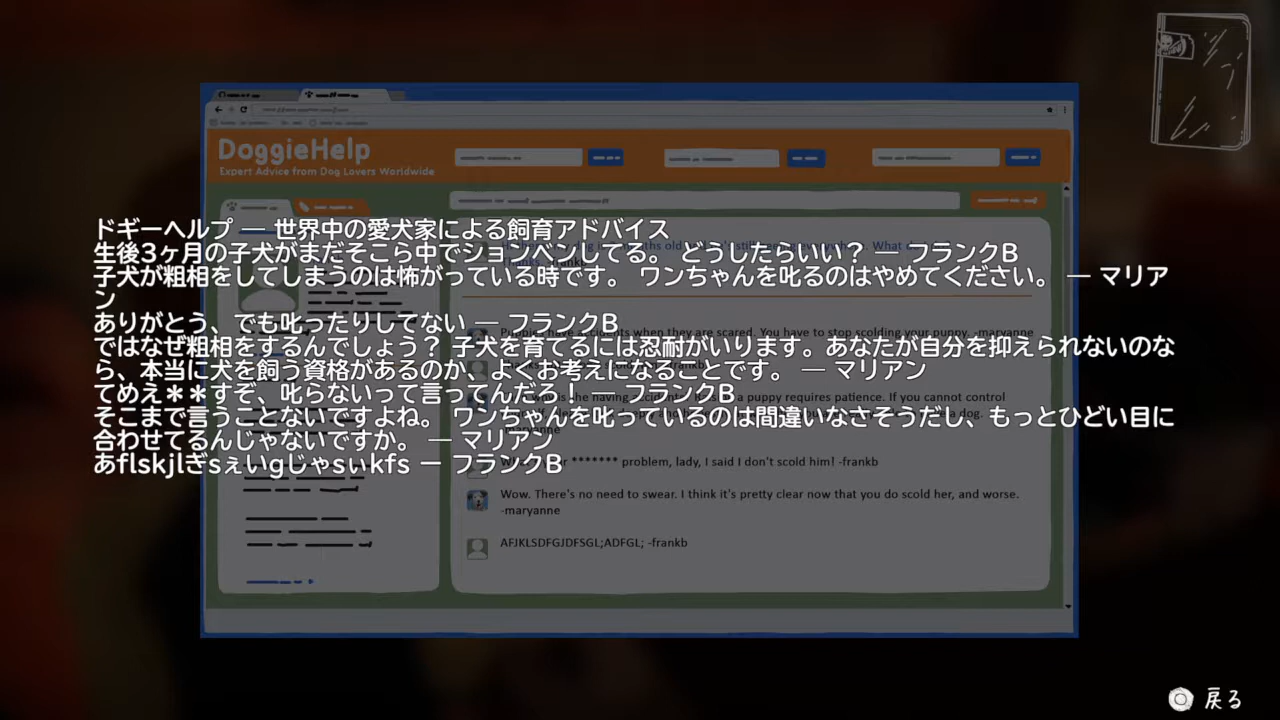 DoggieHelp
Expert Advice from Dog Lovers Worldwide
ドギーヘルプ ― 世界中の愛犬家による飼育アドバイス
生後3ヶ月の子犬がまだそこら中でションベンしてる。 どうしたらいい？ ― フランクB
子犬が粗相をしてしまうのは怖がっている時です。 ワンちゃんを叱るのはやめてください。 ― マリア
ン
ありがとう、でも叱ったりしてない ― フランクB
ではなぜ粗相をするんでしょう？ 子犬を育てるには忍耐がいります。あなたが自分を抑えられないのな
ら、本当に犬を飼う資格があるのか、よくお考えになることです。 ― マリアン
てめえ＊＊すぞ、叱らないって言ってんだろ！ ― フランクB
そこまで言うことないですよね。 ワンちゃんを叱っているのは間違いなさそうだし、もっとひどい目に
合わせてるんじゃないですか。 ― マリアン
あflskjlぎsぇいgじゃsぃkfs ― フランクB
Puppies have accidents when they are scared. You have to stop scolding your puppy. -maryanne
a puppy requires patience. If you cannot control
-maryanne
******* problem, lady, I said I don't scold him! -frankb
Wow. There's no need to swear. I think it's pretty clear now that you do scold her, and worse.
-maryanne
AFJKLSDFGJDFSGL;ADFGL; -frankb
戻る